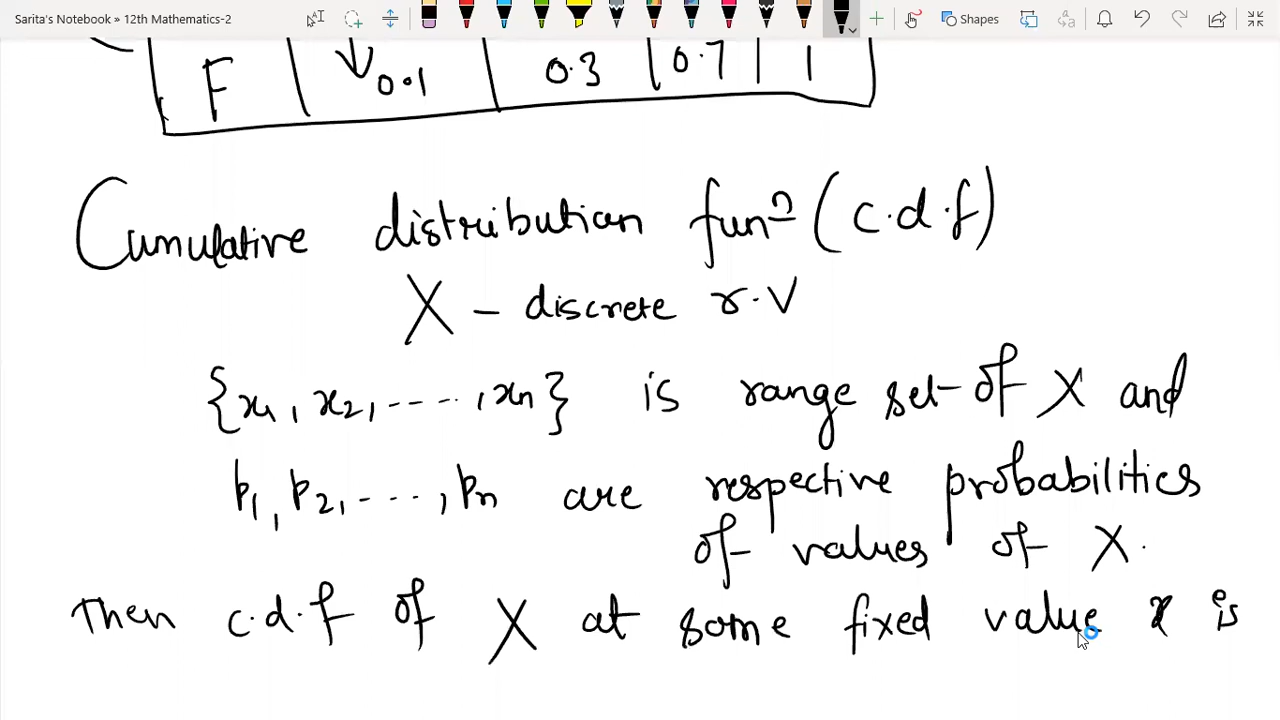 Sarita's Notebook » 12th Mathematics-2
Shapes
F 0.1 0.3 0.7 1
Cumulative distribution funⁿ (c.d.f)
X – discrete r.v
{x₁, x₂, ----, xn} is range set of X and
p₁, p₂, ----, pn are respective probabilities
of values of X.
Then c.d.f of X at some fixed value x is